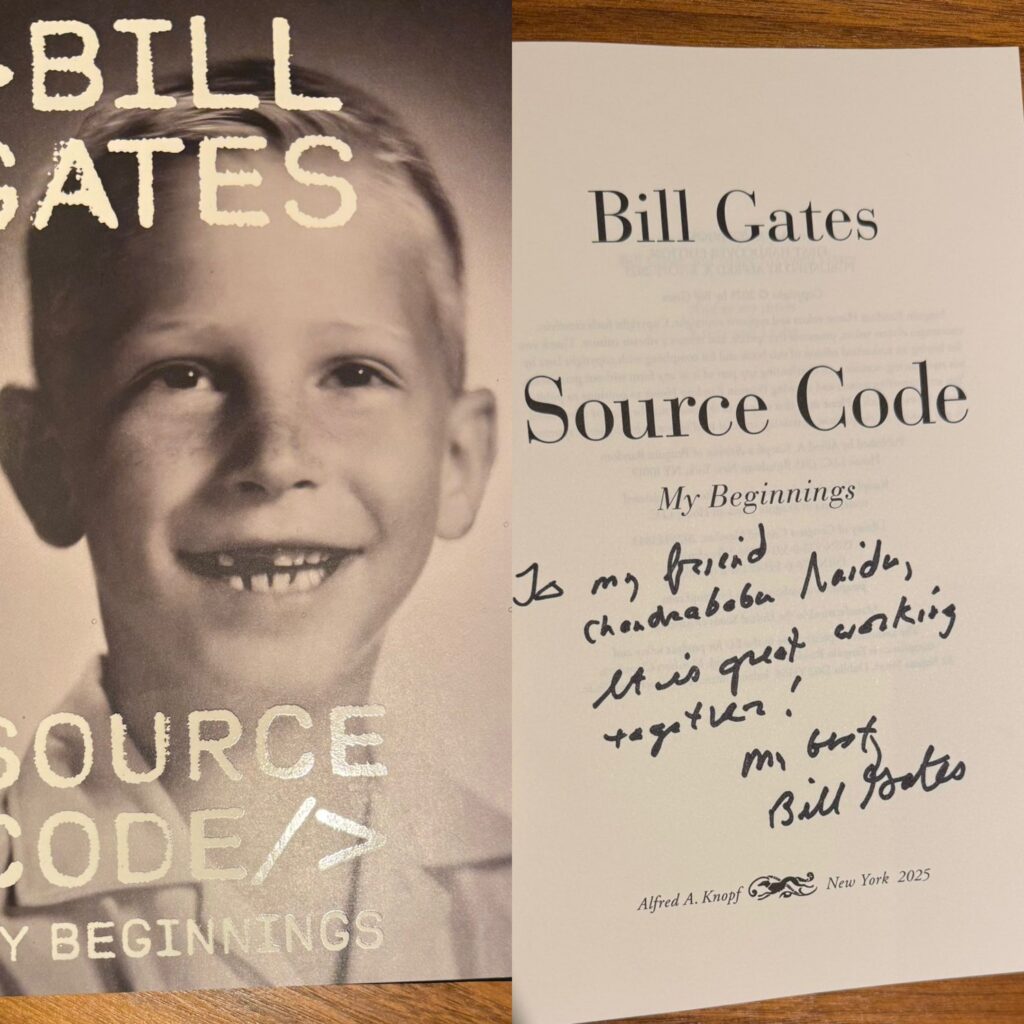 >BILL
GATES
SOURCE
CODE/>
Y BEGINNINGS
Bill Gates
Source Code
My Beginnings
To my friend
Chandrababu Naidu,
It is great working
together!
My best,
Bill Gates
Alfred A. Knopf New York 2025